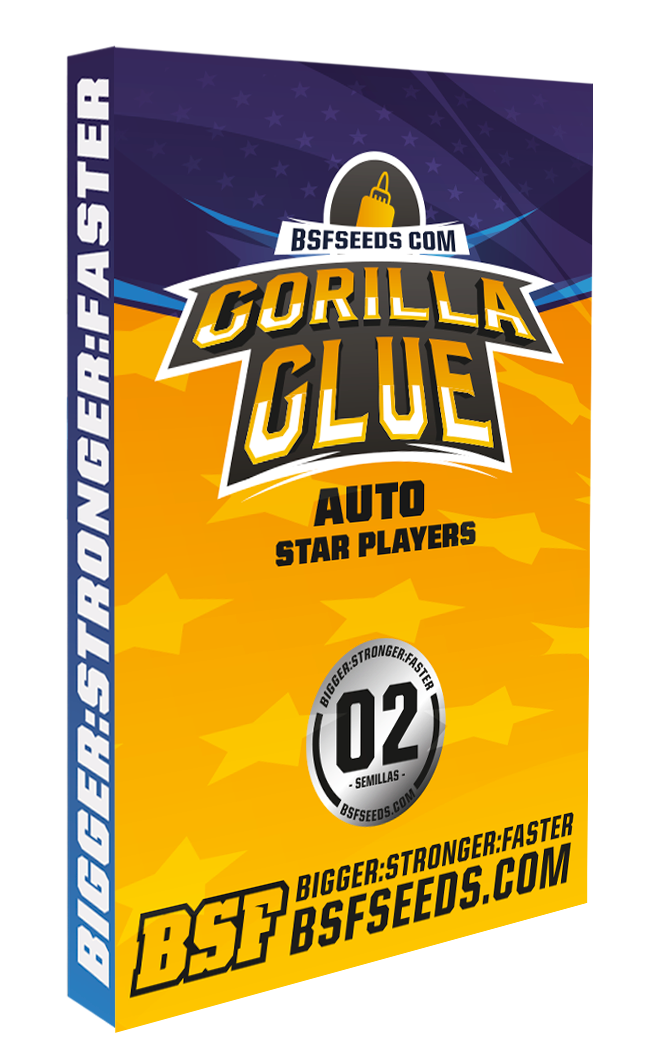 BIGGER:STRONGER:FASTER
BSFSEEDS COM
GORILLA
GLUE
AUTO
STAR PLAYERS
BIGGER:STRONGER:FASTER
02
- SEMILLAS -
BSFSEEDS.COM
BSF
BIGGER:STRONGER:FASTER
BSFSEEDS.COM